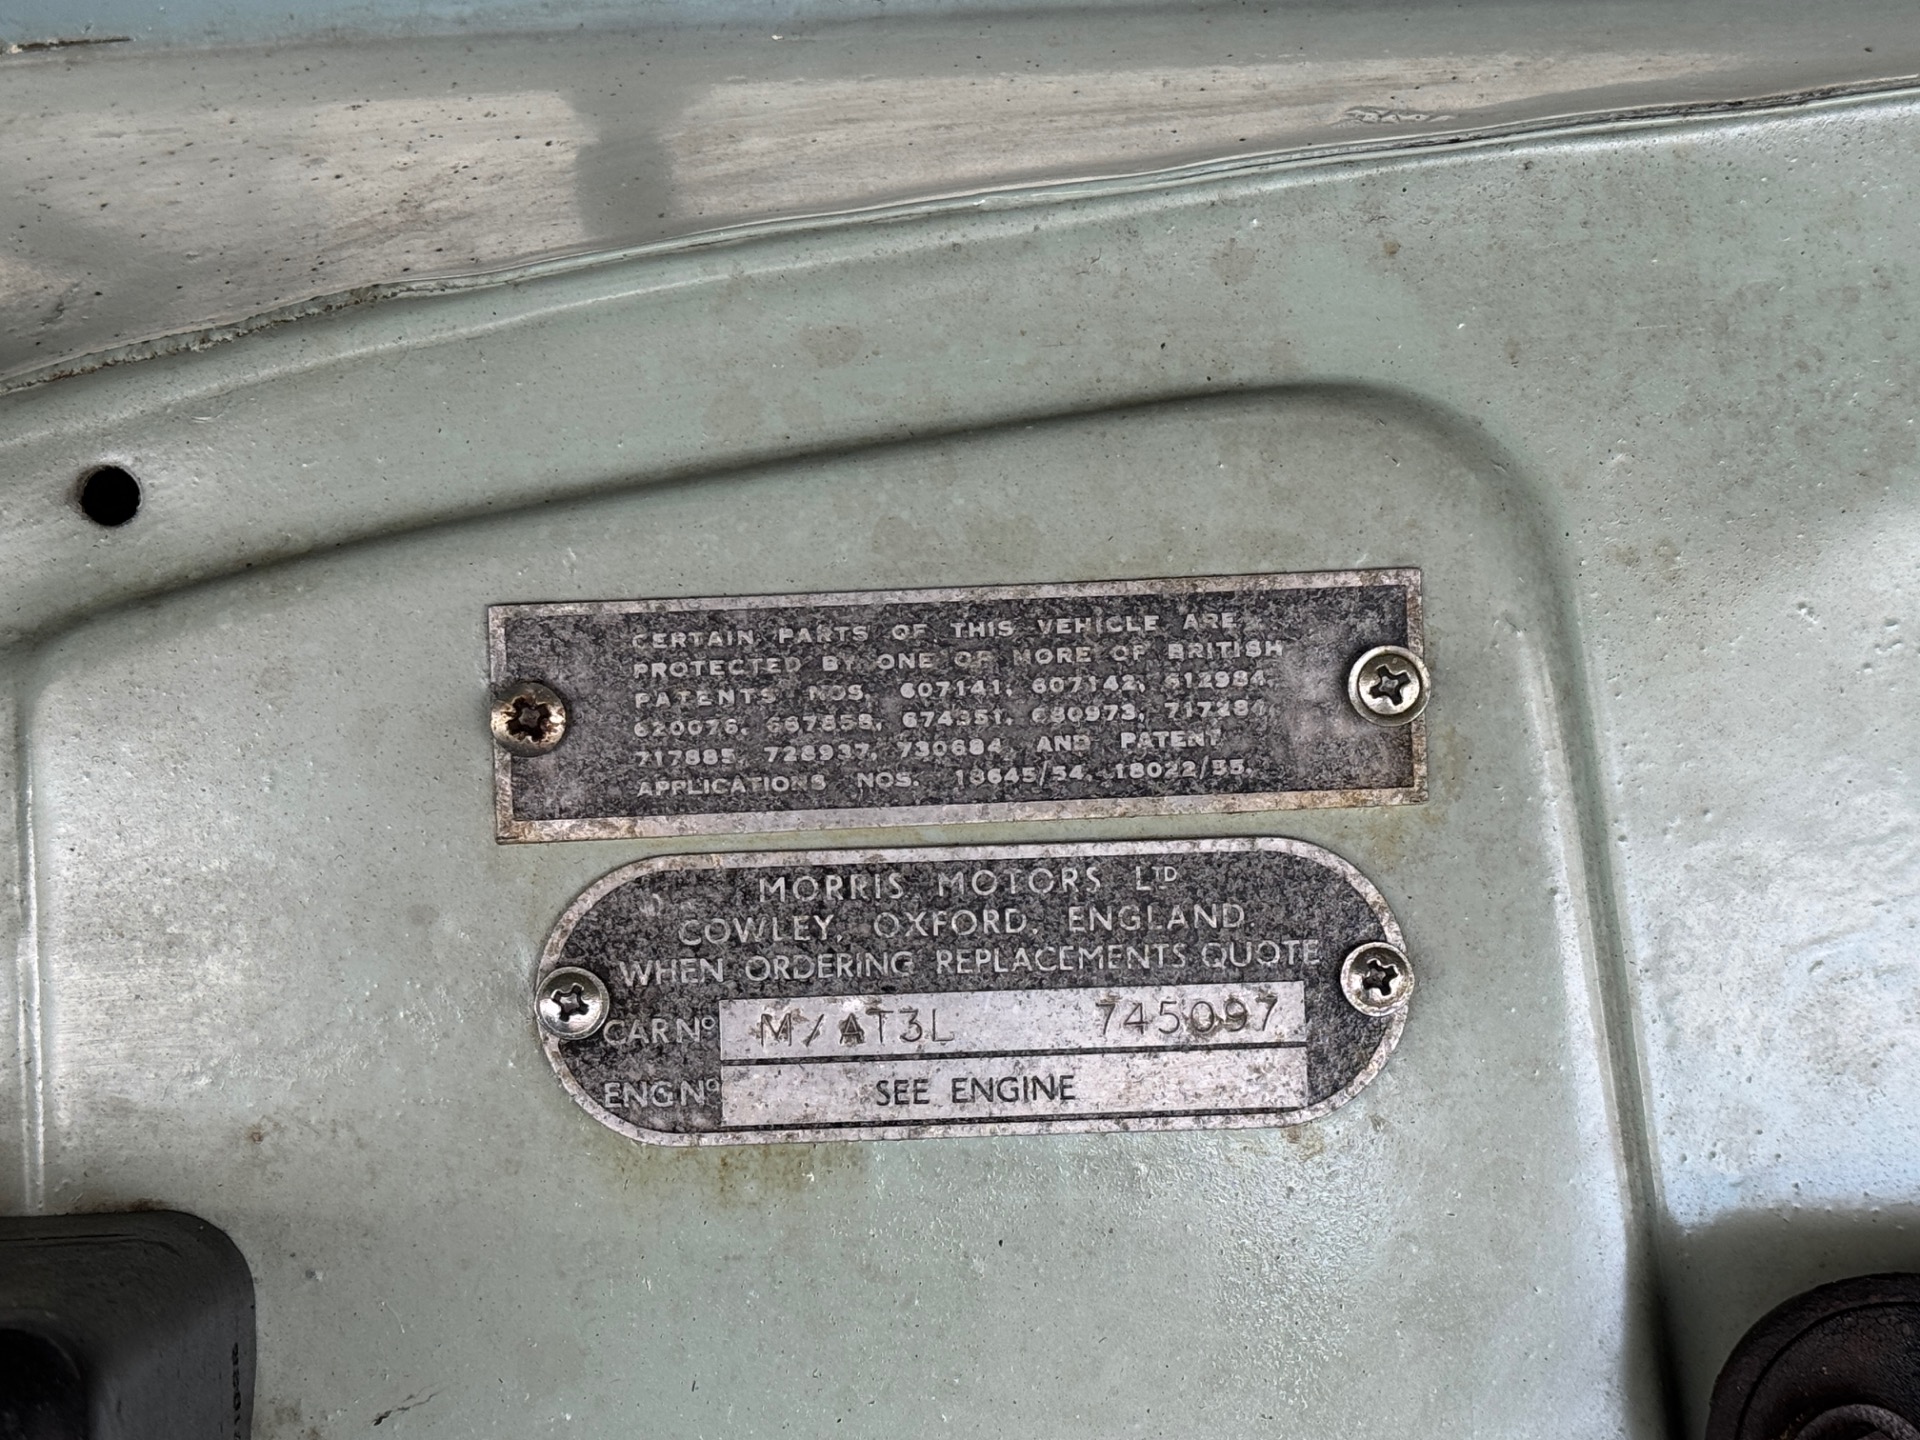 CERTAIN PARTS OF THIS VEHICLE ARE
PROTECTED BY ONE OR MORE OF BRITISH
PATENTS NOS. 607141, 607142, 612984,
620076, 667858, 674351, 680973, 717284,
717885, 728937, 730684, AND PATENT
APPLICATIONS NOS. 18645/54, 18022/55.
MORRIS MOTORS LTD
COWLEY, OXFORD, ENGLAND.
WHEN ORDERING REPLACEMENTS QUOTE
CAR Nº M/AT3L 745097
ENG Nº SEE ENGINE